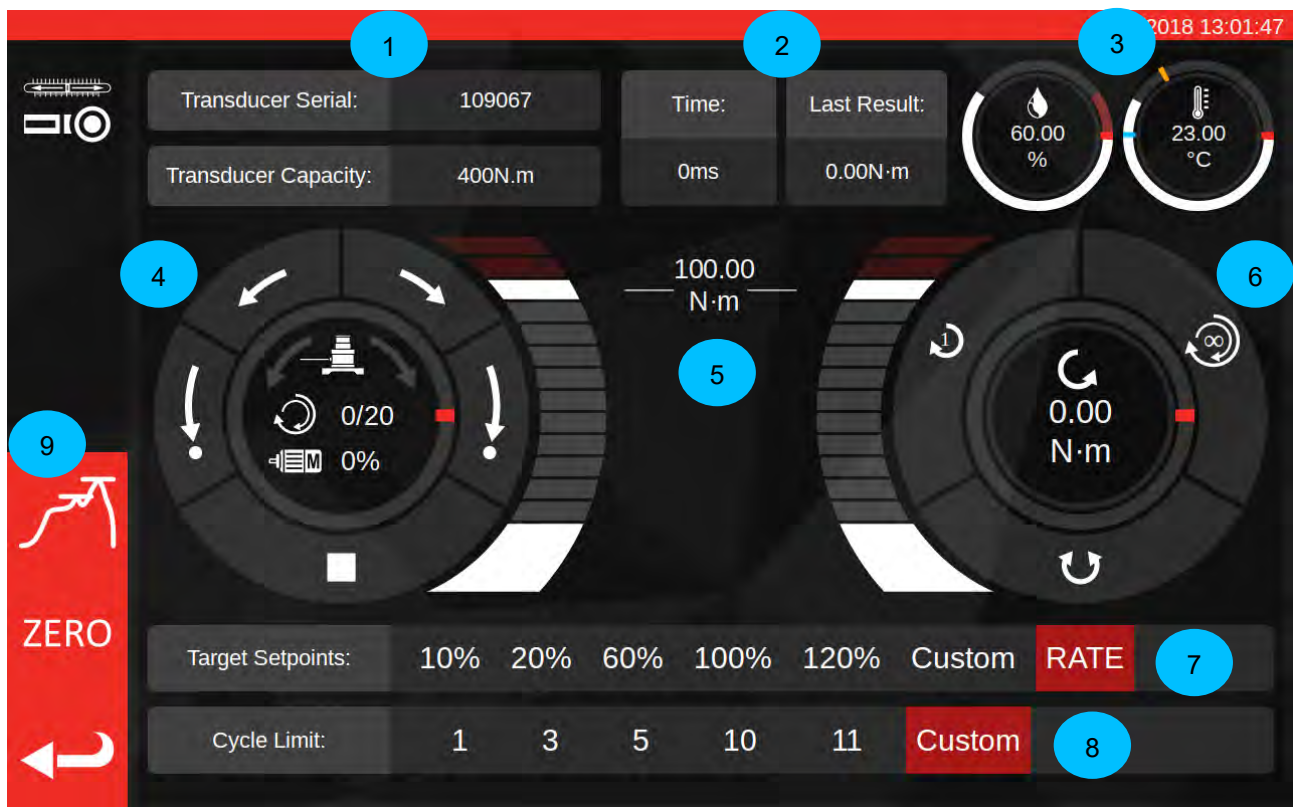 2018 13:01:47
1
2
3
Transducer Serial: 109067
Time: Last Result:
60.00
%
23.00
°C
Transducer Capacity: 400N.m
0ms 0.00N·m
4
100.00
N·m
6
1
∞
5
0/20
0%
0.00
N·m
9
M
ZERO
Target Setpoints: 10% 20% 60% 100% 120% Custom RATE
7
Cycle Limit: 1 3 5 10 11 Custom
8